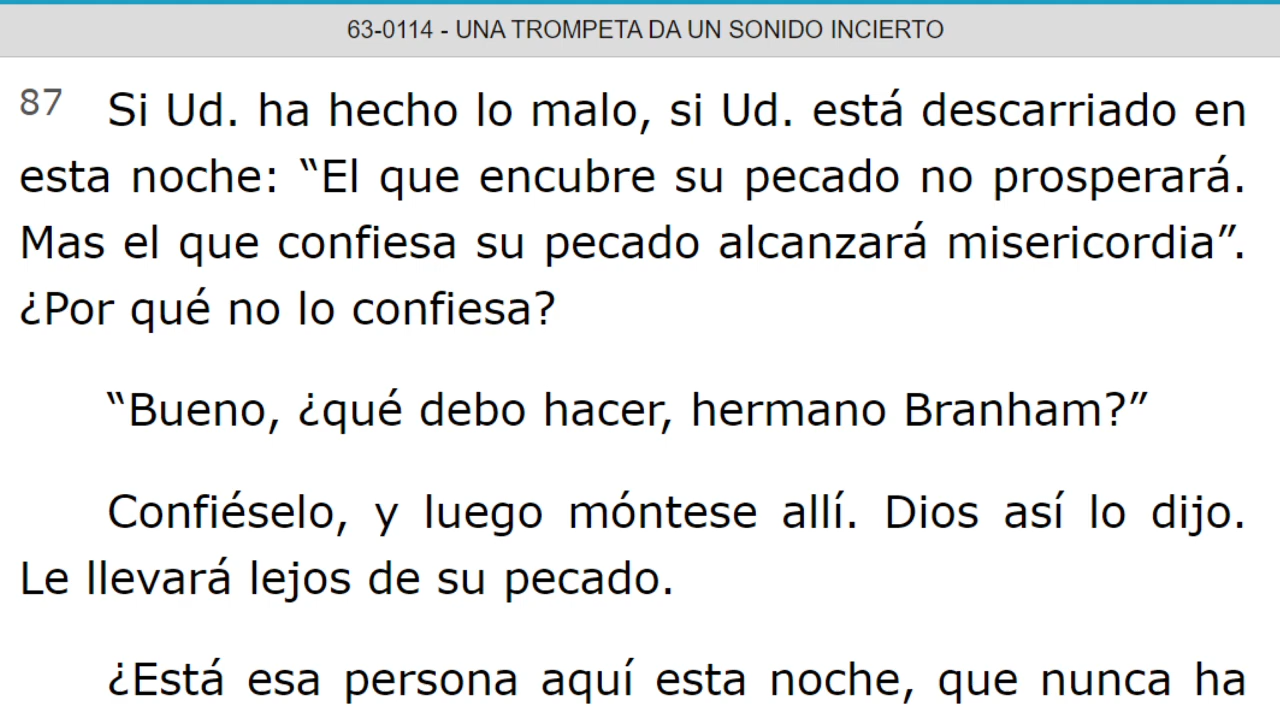 63-0114 - UNA TROMPETA DA UN SONIDO INCIERTO
87 Si Ud. ha hecho lo malo, si Ud. está descarriado en
esta noche: “El que encubre su pecado no prosperará.
Mas el que confiesa su pecado alcanzará misericordia”.
¿Por qué no lo confiesa?
“Bueno, ¿qué debo hacer, hermano Branham?”
Confiéselo, y luego móntese allí. Dios así lo dijo.
Le llevará lejos de su pecado.
¿Está esa persona aquí esta noche, que nunca ha